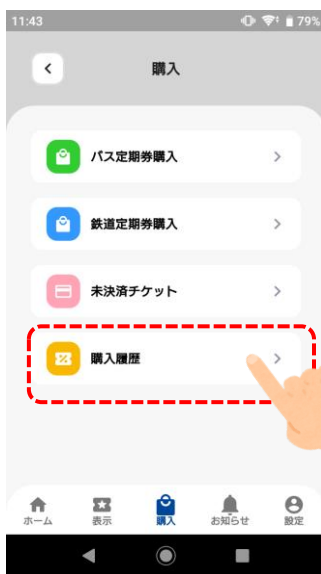 11:43
79%
購入
バス定期券購入
鉄道定期券購入
未決済チケット
購入履歴
ホーム
表示
購入
お知らせ
設定